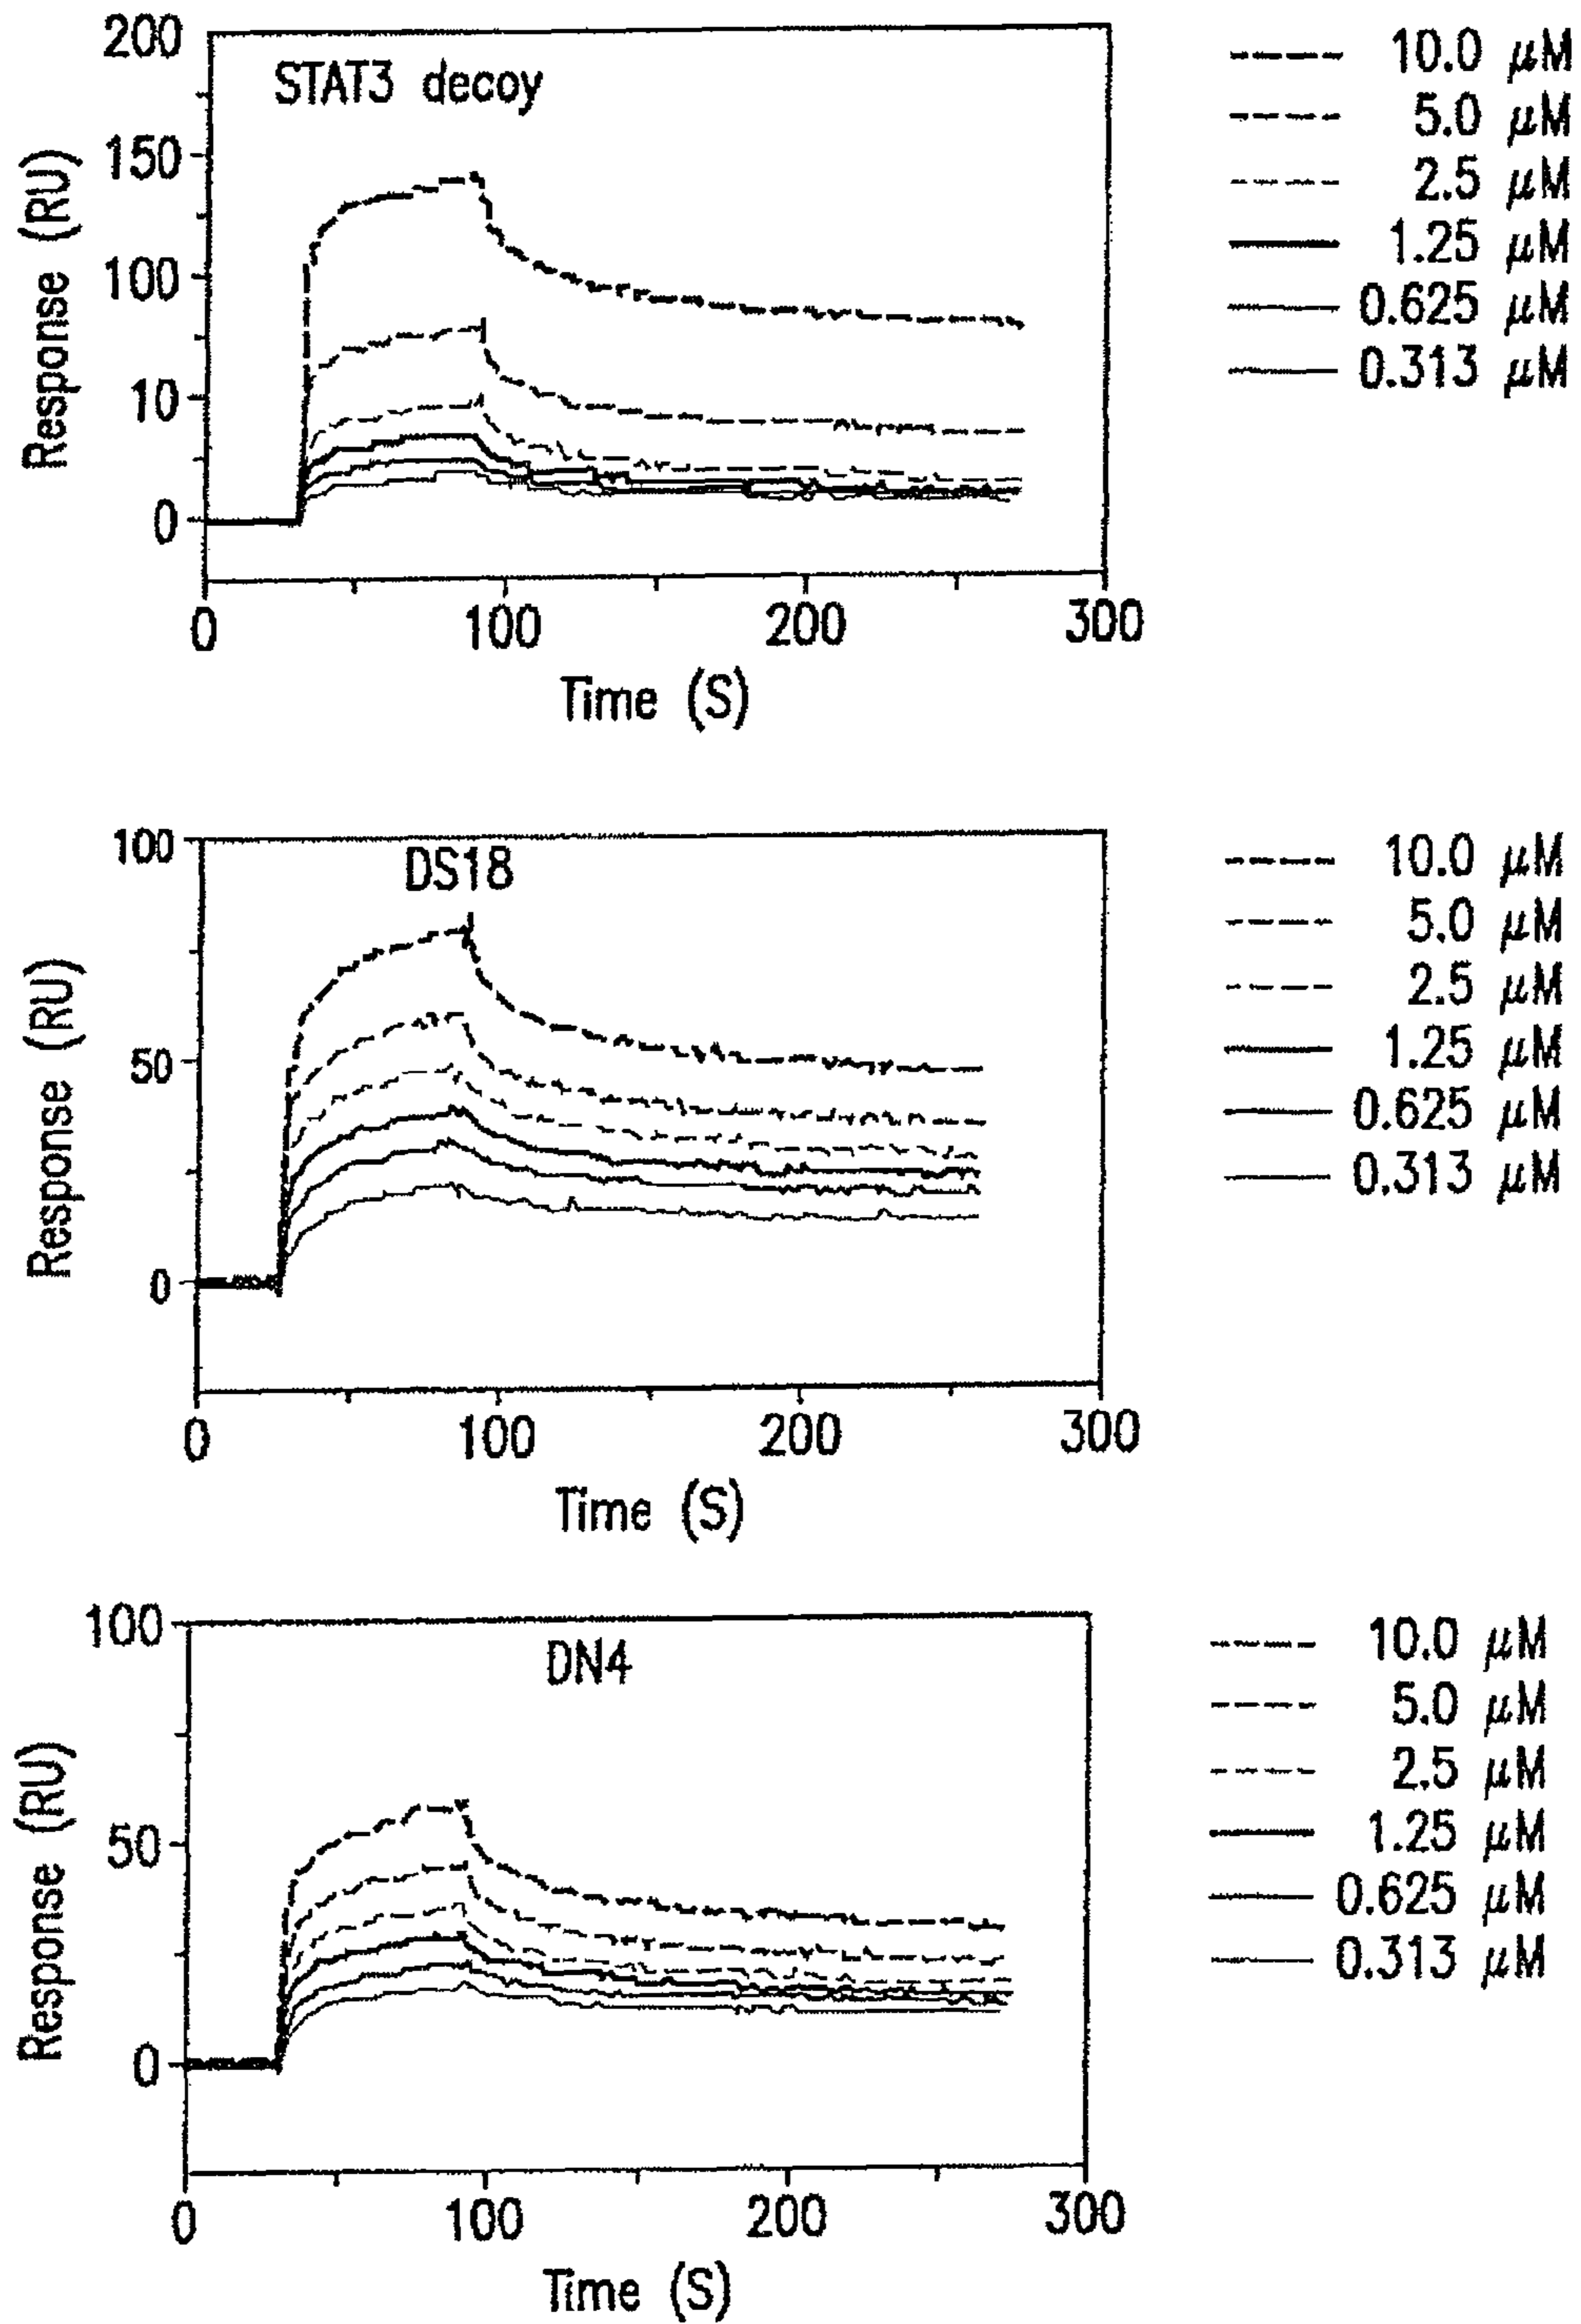 200
STAT3 decoy
150
100
10
0
Response (RU)
0 100 200 300
Time (S)
10.0 μM
5.0 μM
2.5 μM
1.25 μM
0.625 μM
0.313 μM
100
DS18
50
0
Response (RU)
0 100 200 300
Time (S)
10.0 μM
5.0 μM
2.5 μM
1.25 μM
0.625 μM
0.313 μM
100
DN4
50
0
Response (RU)
0 100 200 300
Time (S)
10.0 μM
5.0 μM
2.5 μM
1.25 μM
0.625 μM
0.313 μM